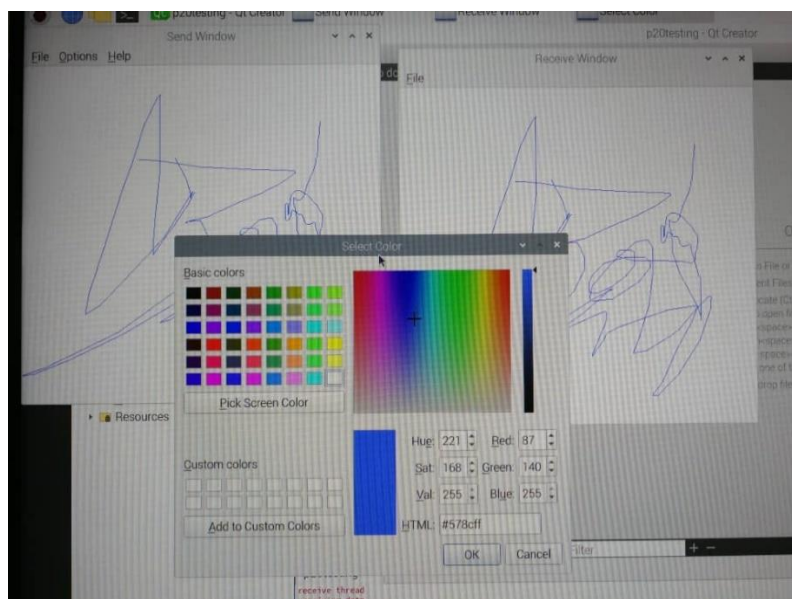 p20testing - Qt Creator
Send Window
Receive Window
Select Color
p20testing - Qt Creator
Send Window
File Options Help
Receive Window
File
Select Color
Basic colors
Pick Screen Color
Custom colors
Add to Custom Colors
Hue: 221 Red: 87
Sat: 168 Green: 140
Val: 255 Blue: 255
HTML: #578cff
OK Cancel
Resources
Filter
receive thread